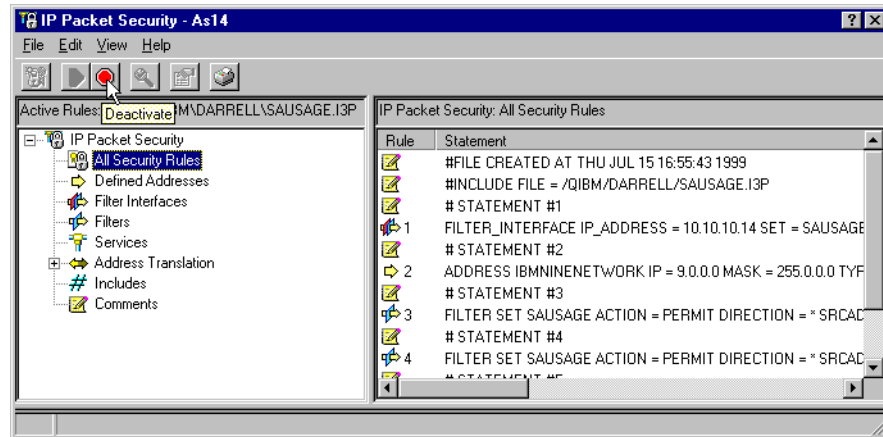 IP Packet Security - As14
File Edit View Help
Active Rules: M\DARRELL\SAUSAGE.I3P
Deactivate
IP Packet Security: All Security Rules
IP Packet Security
All Security Rules
Defined Addresses
Filter Interfaces
Filters
Services
Address Translation
# Includes
Comments
Rule Statement
#FILE CREATED AT THU JUL 15 16:55:43 1999
#INCLUDE FILE = /QIBM/DARRELL/SAUSAGE.I3P
# STATEMENT #1
1 FILTER_INTERFACE IP_ADDRESS = 10.10.10.14 SET = SAUSAGE
# STATEMENT #2
2 ADDRESS IBMNINENETWORK IP = 9.0.0.0 MASK = 255.0.0.0 TYP
# STATEMENT #3
3 FILTER SET SAUSAGE ACTION = PERMIT DIRECTION = * SRCAD
# STATEMENT #4
4 FILTER SET SAUSAGE ACTION = PERMIT DIRECTION = * SRCAD
# STATEMENT #5